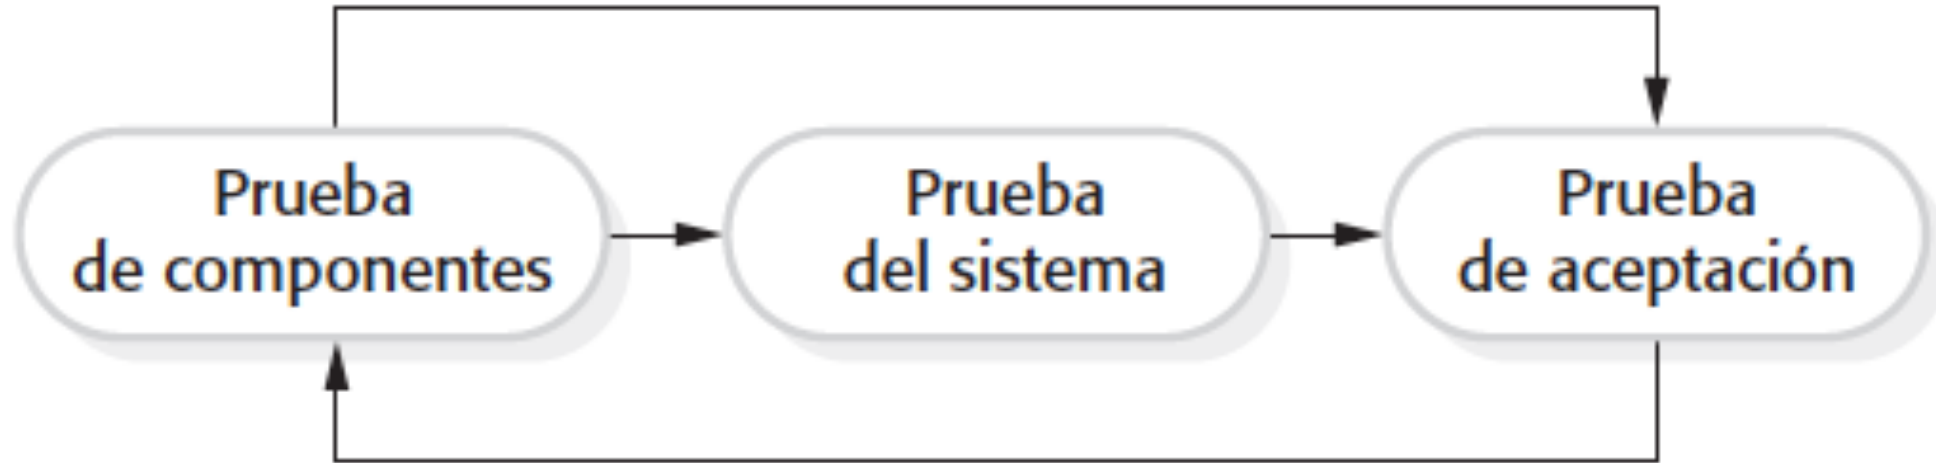 Prueba
de componentes
Prueba
del sistema
Prueba
de aceptación